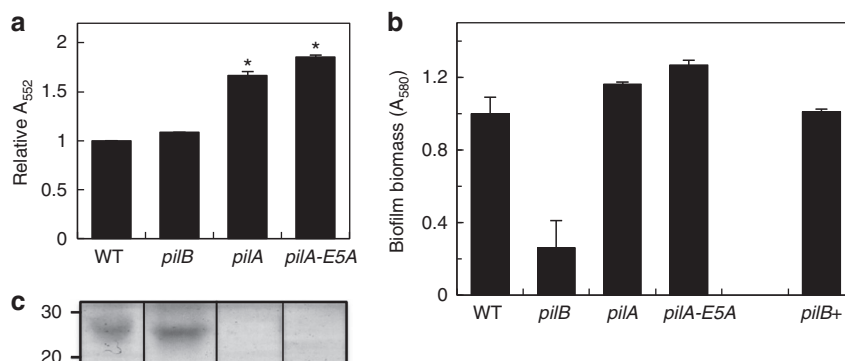 a
2
1.5
1
0.5
0
Relative A552
*
*
WT pilB pilA pilA-E5A
b
1.2
0.8
0.4
0
Biofilm biomass (A580)
WT pilB pilA pilA-E5A pilB+
c
30
20